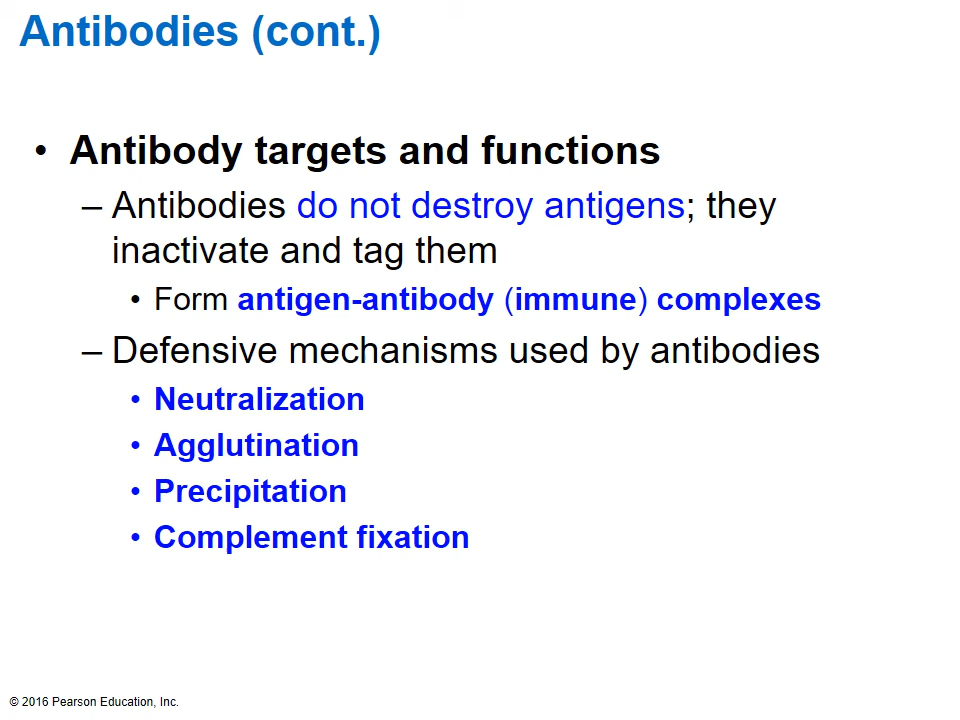 Antibodies (cont.)
• Antibody targets and functions
– Antibodies do not destroy antigens; they
inactivate and tag them
• Form antigen-antibody (immune) complexes
– Defensive mechanisms used by antibodies
• Neutralization
• Agglutination
• Precipitation
• Complement fixation
© 2016 Pearson Education, Inc.